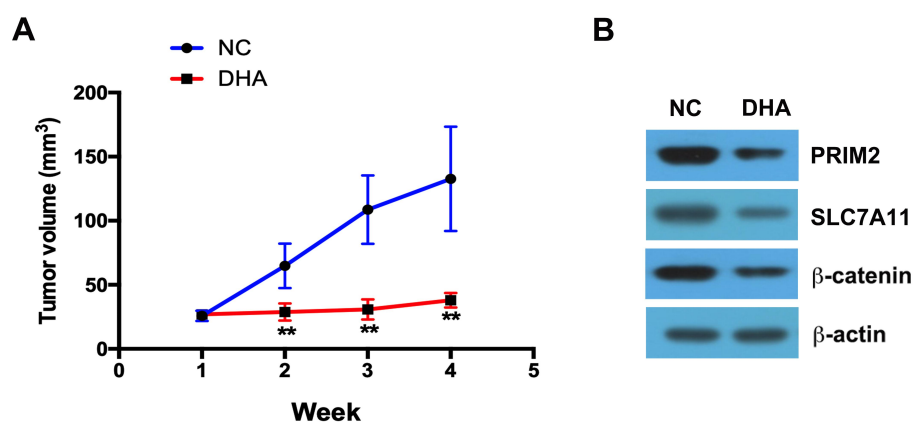 A
NC
DHA
Tumor volume (mm³)
200
150
100
50
0
** ** **
0 1 2 3 4 5
Week
B
NC DHA
PRIM2
SLC7A11
β-catenin
β-actin